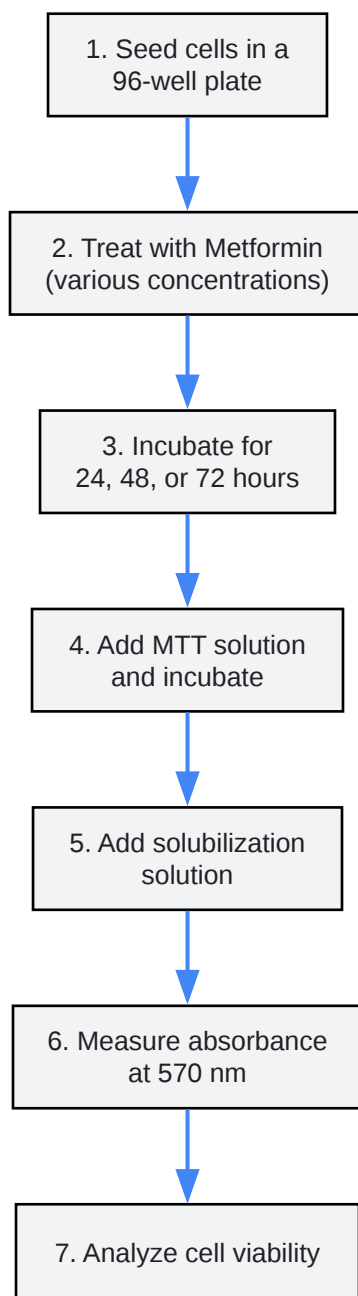 1. Seed cells in a
96-well plate
2. Treat with Metformin
(various concentrations)
3. Incubate for
24, 48, or 72 hours
4. Add MTT solution
and incubate
5. Add solubilization
solution
6. Measure absorbance
at 570 nm
7. Analyze cell viability